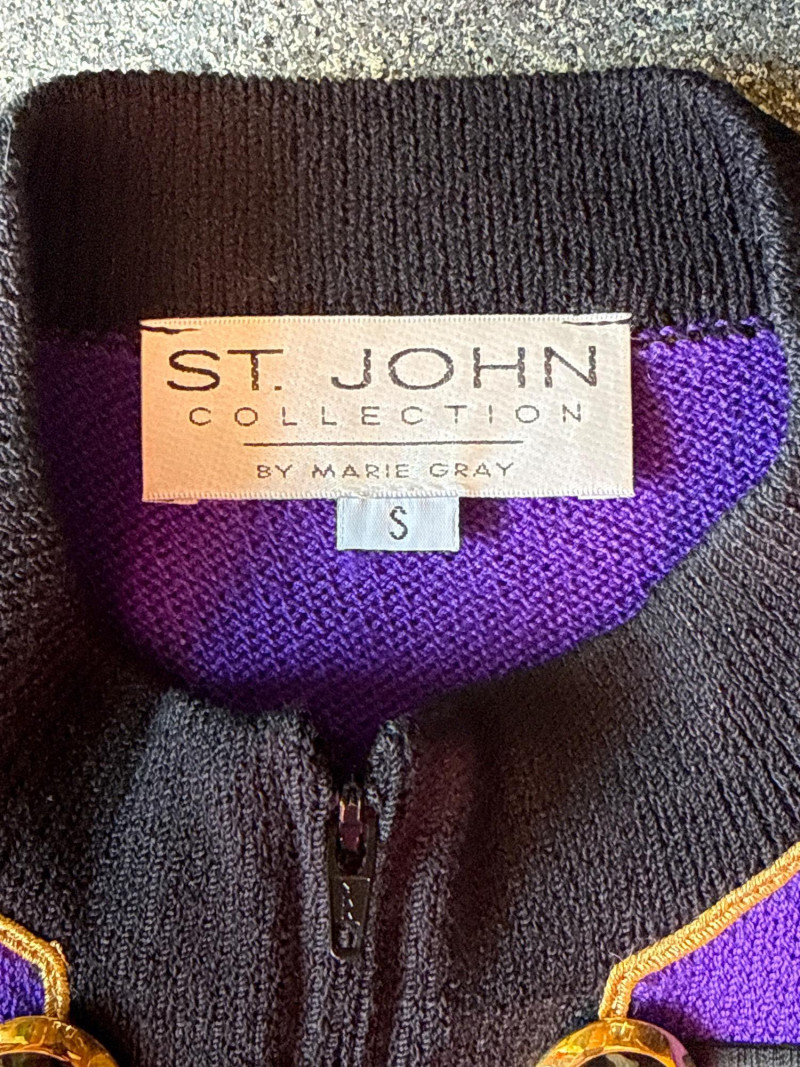 ST. JOHN
COLLECTION
BY MARIE GRAY
S